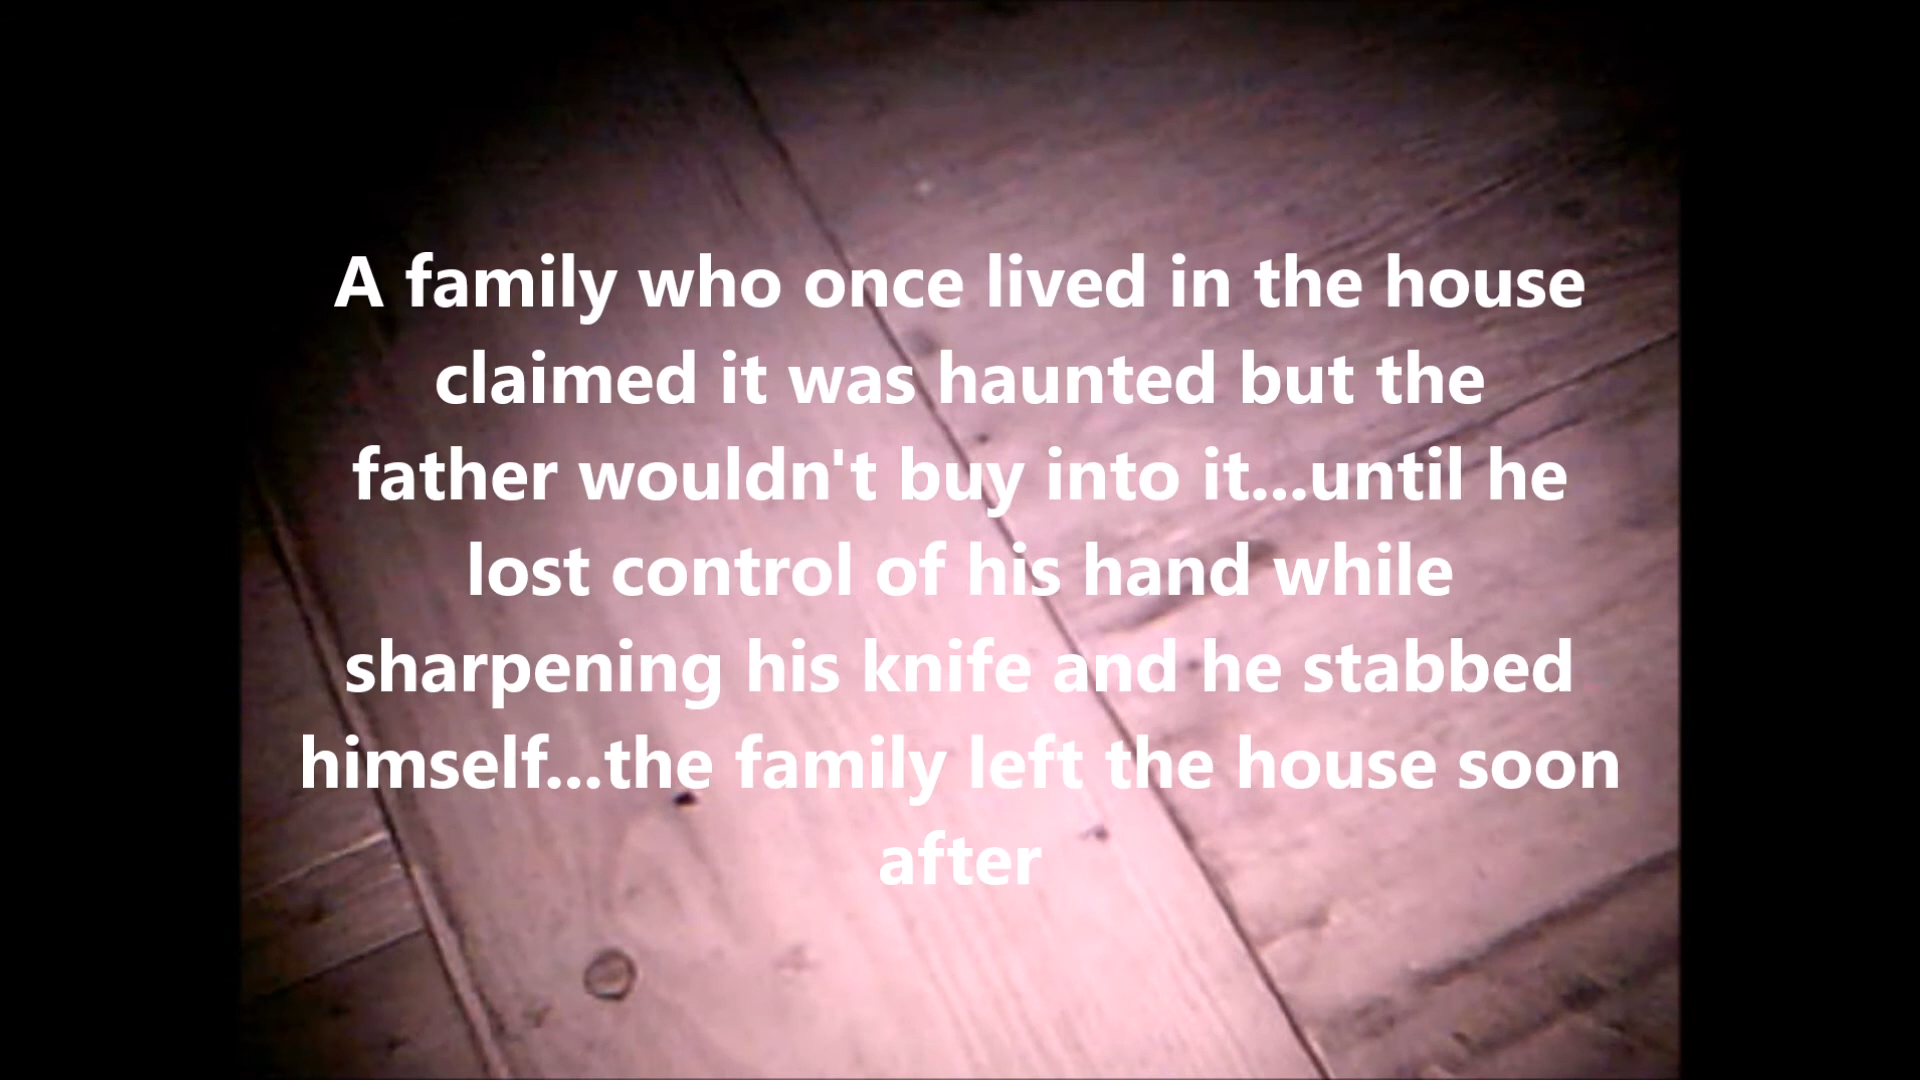 A family who once lived in the house
claimed it was haunted but the
father wouldn't buy into it...until he
lost control of his hand while
sharpening his knife and he stabbed
himself...the family left the house soon
after